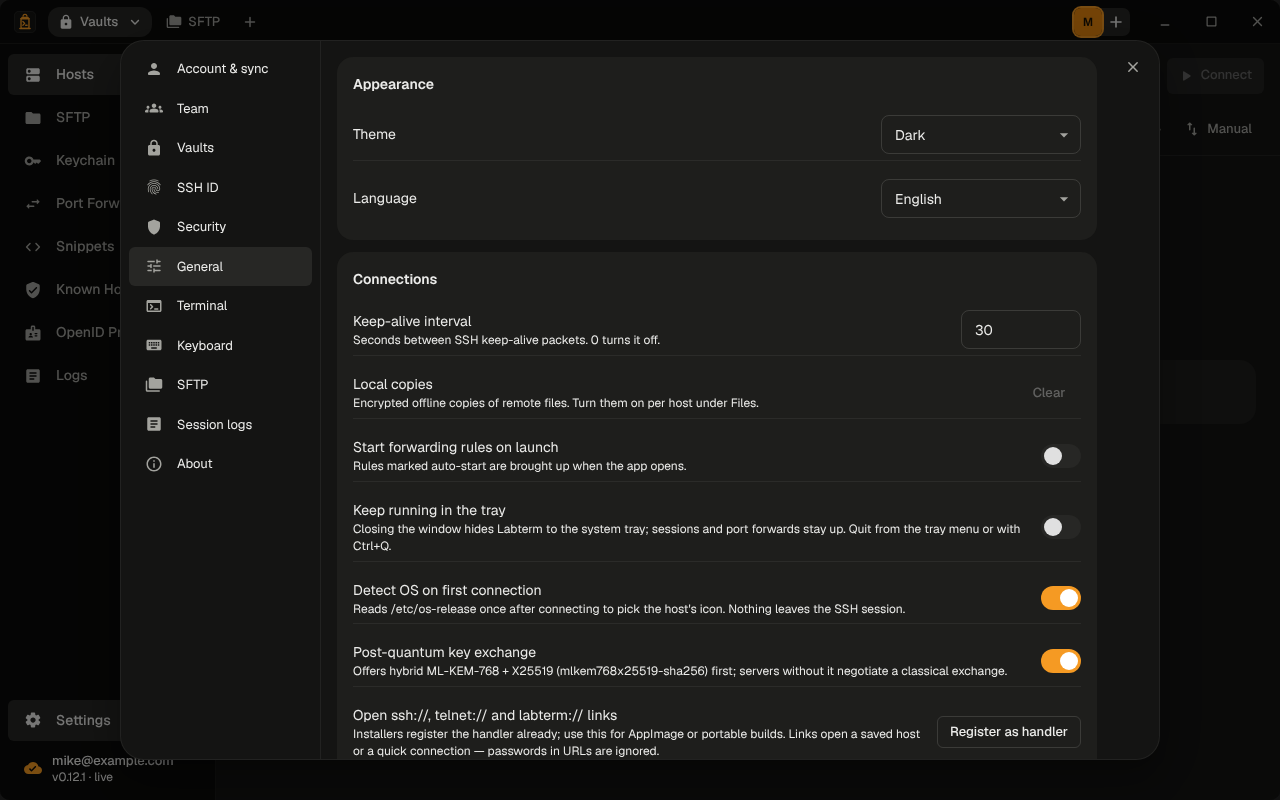 Vaults
SFTP
M
Hosts
SFTP
Keychain
Port Forw
Snippets
Known Ho
OpenID Pr
Logs
Settings
mike@example.com
v0.12.1 · live
Connect
Manual
Account & sync
Team
Vaults
SSH ID
Security
General
Terminal
Keyboard
SFTP
Session logs
About
Appearance
Theme
Dark
Language
English
Connections
Keep-alive interval
Seconds between SSH keep-alive packets. 0 turns it off.
30
Local copies
Encrypted offline copies of remote files. Turn them on per host under Files.
Clear
Start forwarding rules on launch
Rules marked auto-start are brought up when the app opens.
Keep running in the tray
Closing the window hides Labterm to the system tray; sessions and port forwards stay up. Quit from the tray menu or with
Ctrl+Q.
Detect OS on first connection
Reads /etc/os-release once after connecting to pick the host's icon. Nothing leaves the SSH session.
Post-quantum key exchange
Offers hybrid ML-KEM-768 + X25519 (mlkem768x25519-sha256) first; servers without it negotiate a classical exchange.
Open ssh://, telnet:// and labterm:// links
Installers register the handler already; use this for AppImage or portable builds. Links open a saved host
or a quick connection — passwords in URLs are ignored.
Register as handler